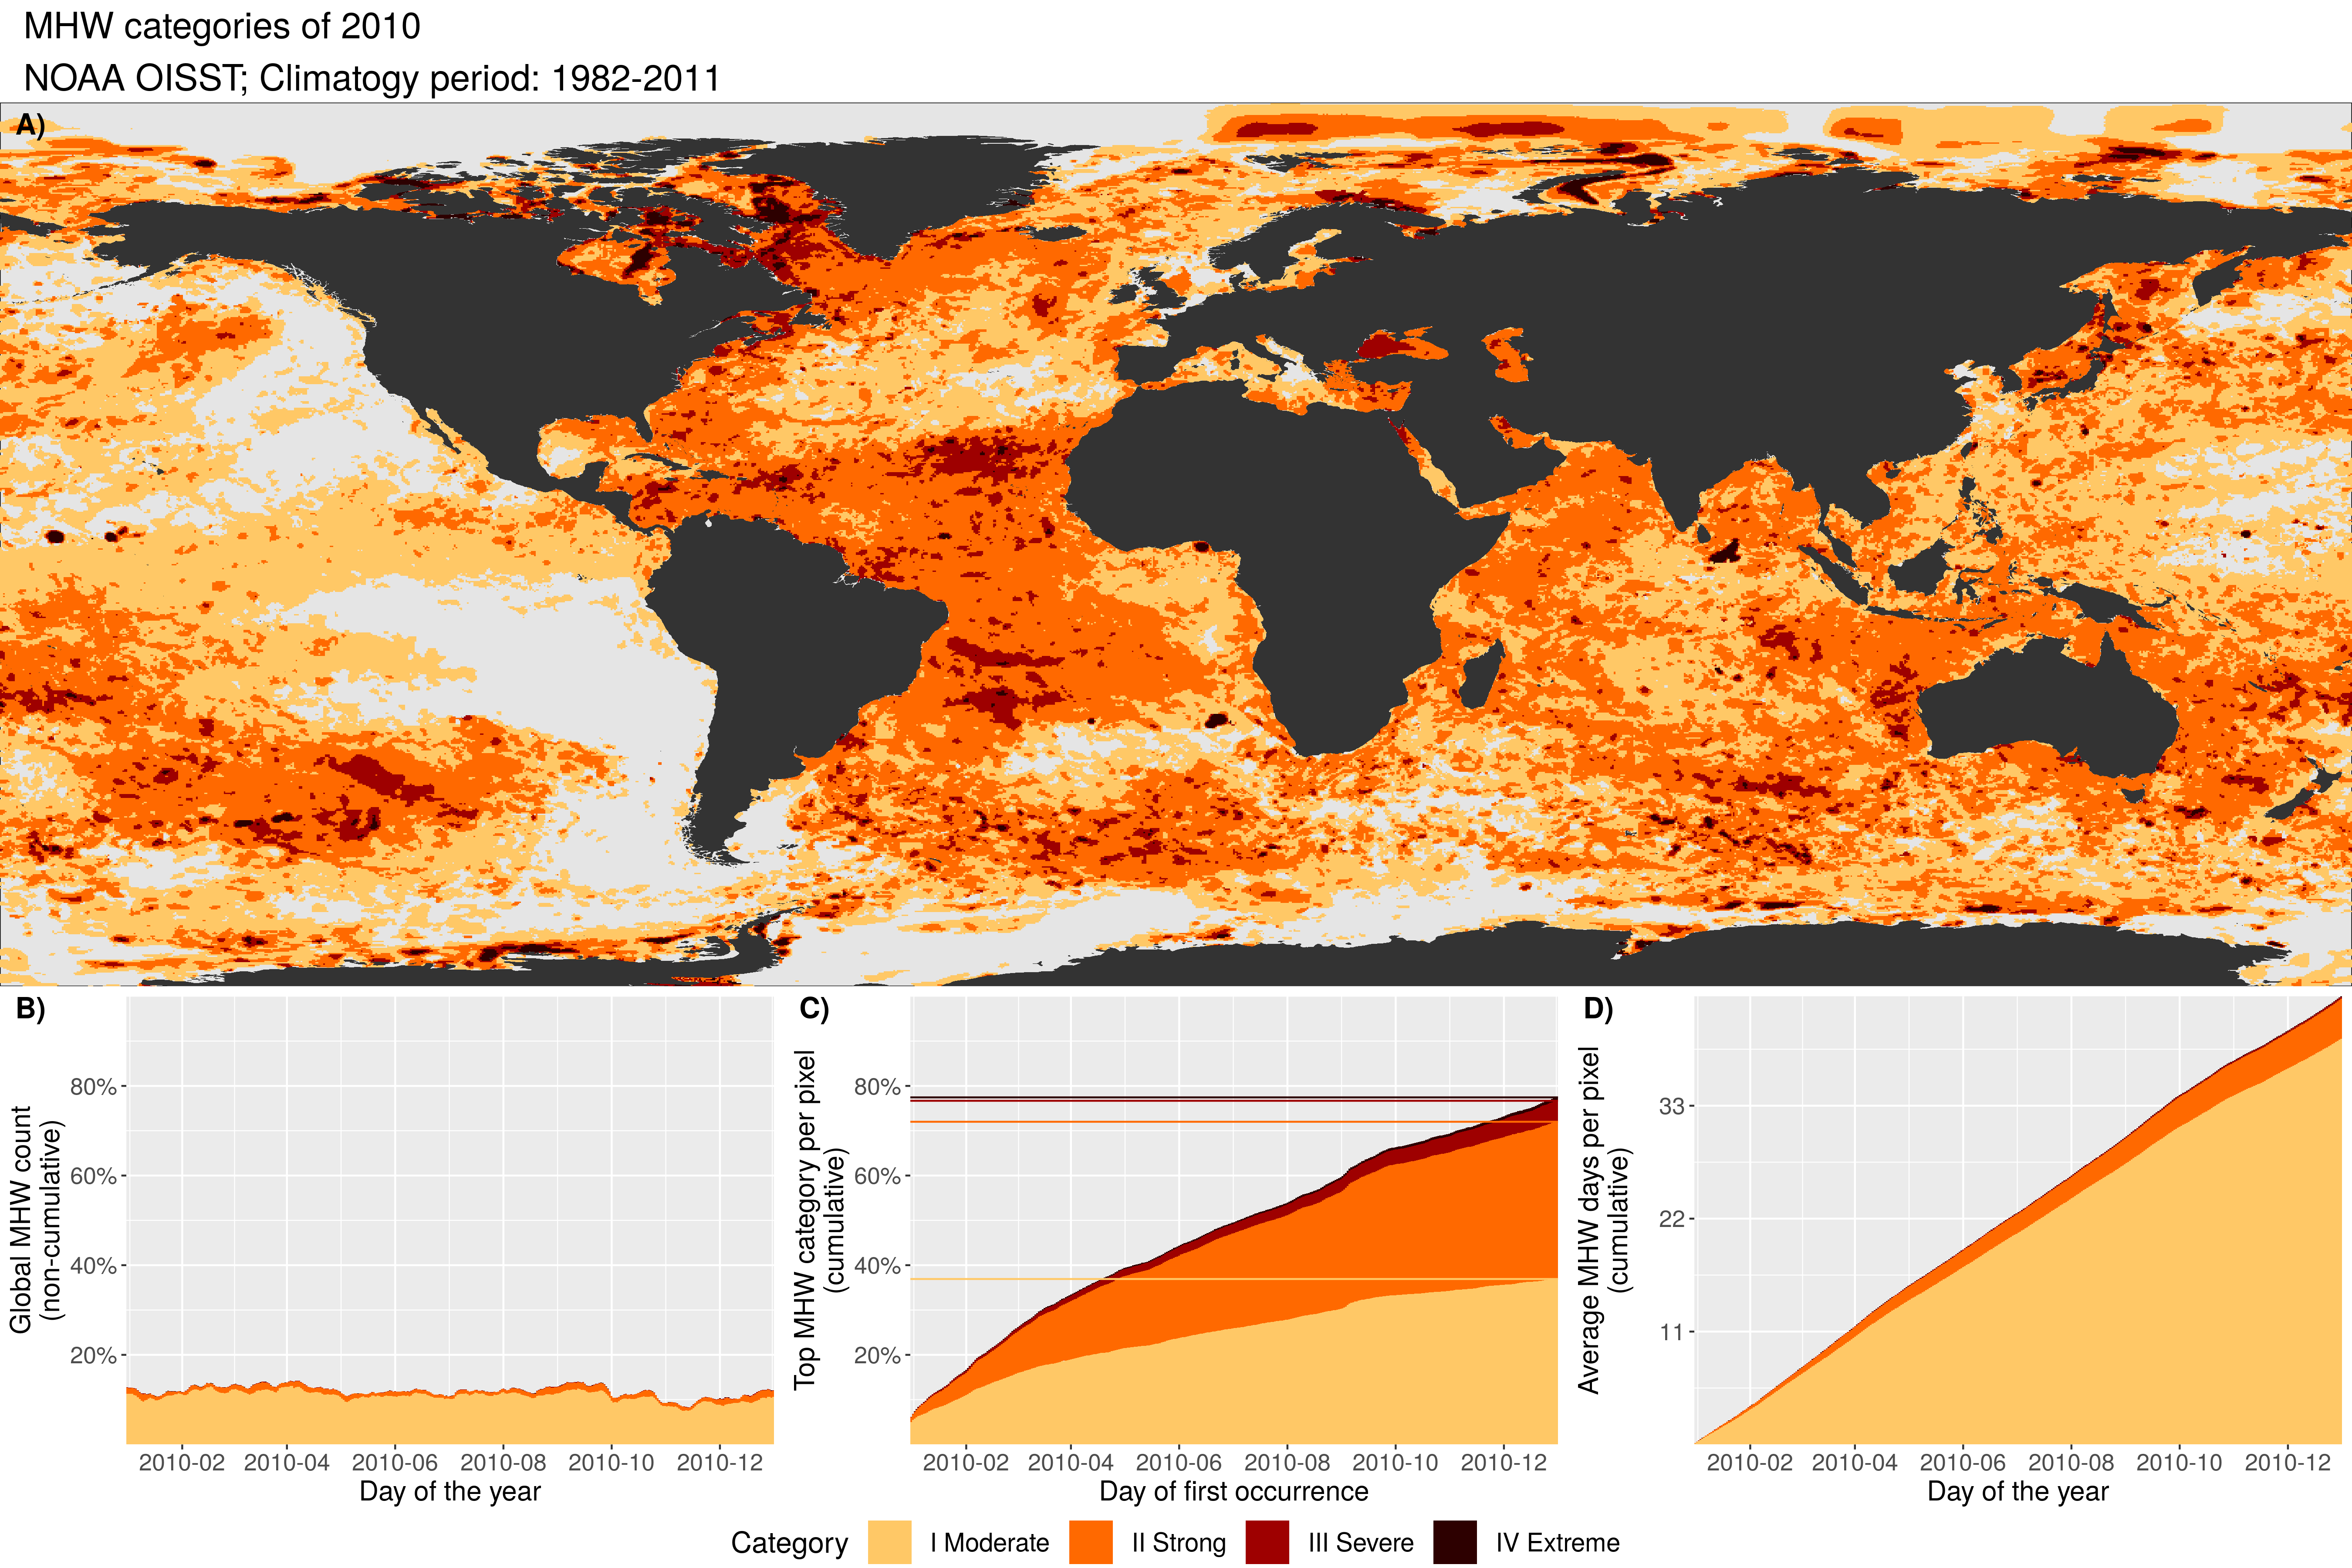 MHW categories of 2010
NOAA OISST; Climatogy period: 1982-2011
A)
B)
Global MHW count
(non-cumulative)
80%
60%
40%
20%
2010-02 2010-04 2010-06 2010-08 2010-10 2010-12
Day of the year
C)
Top MHW category per pixel
(cumulative)
80%
60%
40%
20%
2010-02 2010-04 2010-06 2010-08 2010-10 2010-12
Day of first occurrence
D)
Average MHW days per pixel
(cumulative)
33
22
11
2010-02 2010-04 2010-06 2010-08 2010-10 2010-12
Day of the year
Category I Moderate II Strong III Severe IV Extreme